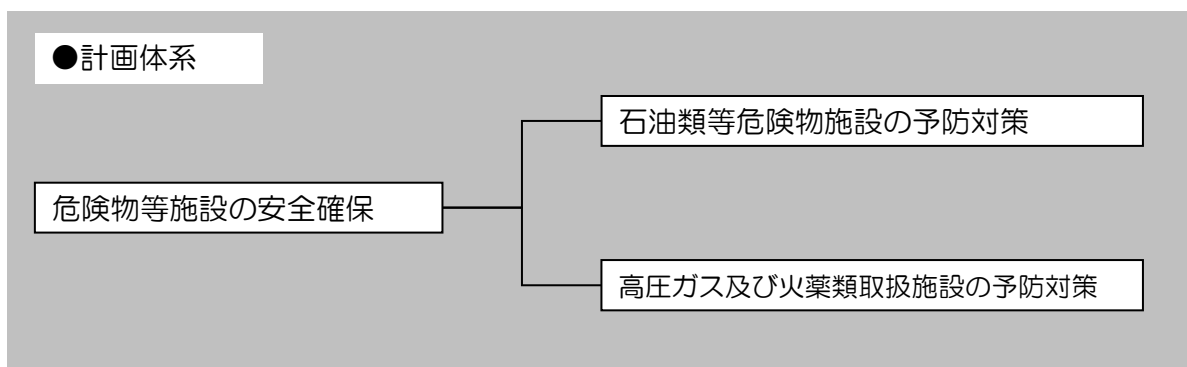 ●計画体系
石油類等危険物施設の予防対策
危険物等施設の安全確保
高圧ガス及び火薬類取扱施設の予防対策